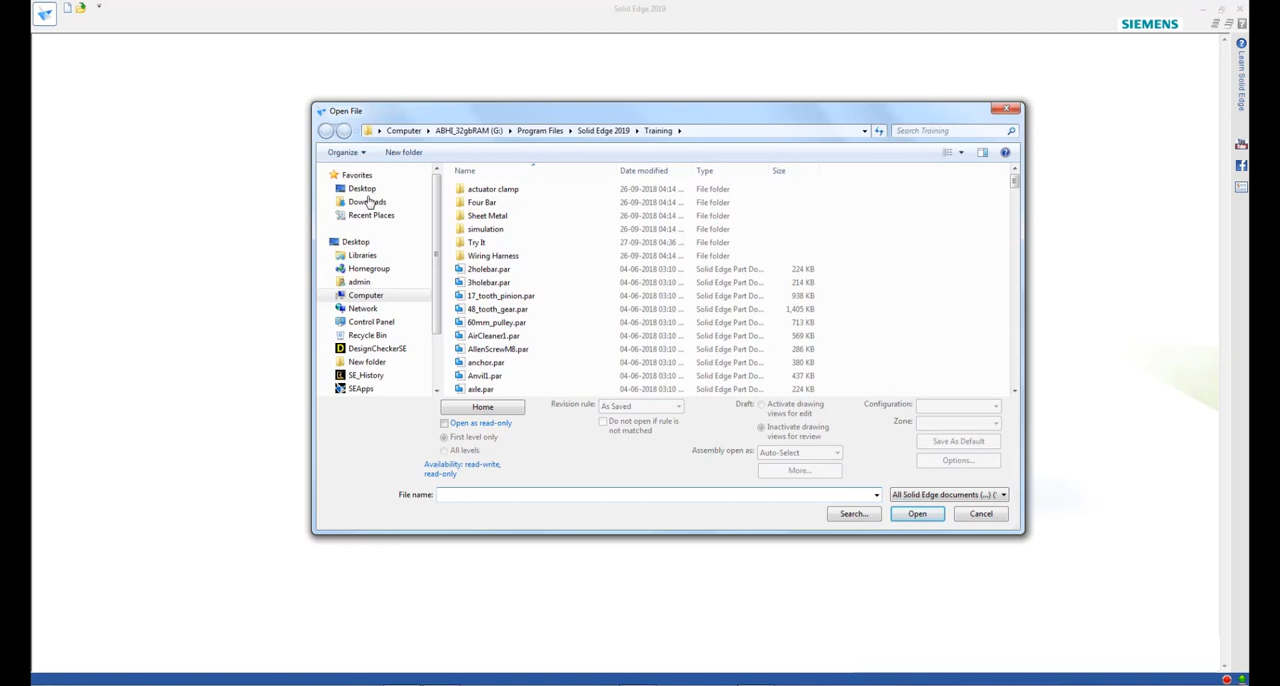 Solid Edge 2019
SIEMENS
Learn Solid Edge
Open File
Computer ABHI_32gbRAM (G:) Program Files Solid Edge 2019 Training
Search Training
Organize New folder
Name Date modified Type Size
Favorites
Desktop
Downloads
Recent Places
Desktop
Libraries
Homegroup
admin
Computer
Network
Control Panel
Recycle Bin
DesignCheckerSE
New folder
SE_History
SEApps
actuator clamp 26-09-2018 04:14 ... File folder
Four Bar 26-09-2018 04:14 ... File folder
Sheet Metal 26-09-2018 04:14 ... File folder
simulation 26-09-2018 04:14 ... File folder
Try It 27-09-2018 04:36 ... File folder
Wiring Harness 26-09-2018 04:14 ... File folder
2holebar.par 04-06-2018 03:10 ... Solid Edge Part Do... 224 KB
3holebar.par 04-06-2018 03:10 ... Solid Edge Part Do... 214 KB
17_tooth_pinion.par 04-06-2018 03:10 ... Solid Edge Part Do... 938 KB
48_tooth_gear.par 04-06-2018 03:10 ... Solid Edge Part Do... 1,405 KB
60mm_pulley.par 04-06-2018 03:10 ... Solid Edge Part Do... 713 KB
AirCleaner1.par 04-06-2018 03:10 ... Solid Edge Part Do... 569 KB
AllenScrewM8.par 04-06-2018 03:10 ... Solid Edge Part Do... 286 KB
anchor.par 04-06-2018 03:10 ... Solid Edge Part Do... 380 KB
Anvil1.par 04-06-2018 03:10 ... Solid Edge Part Do... 437 KB
axle.par 04-06-2018 03:10 ... Solid Edge Part Do... 224 KB
Home
Open as read-only
First level only
All levels
Availability: read-write,
read-only
Revision rule: As Saved
Do not open if rule is
not matched
Draft: Activate drawing
views for edit
Inactivate drawing
views for review
Assembly open as: Auto-Select
More...
Configuration:
Zone:
Save As Default
Options...
File name:
All Solid Edge documents (...) ('
Search... Open Cancel